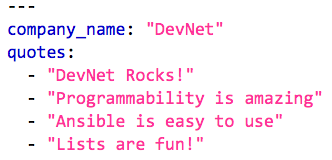 ---
company_name: "DevNet"
quotes:
  - "DevNet Rocks!"
  - "Programmability is amazing"
  - "Ansible is easy to use"
  - "Lists are fun!"